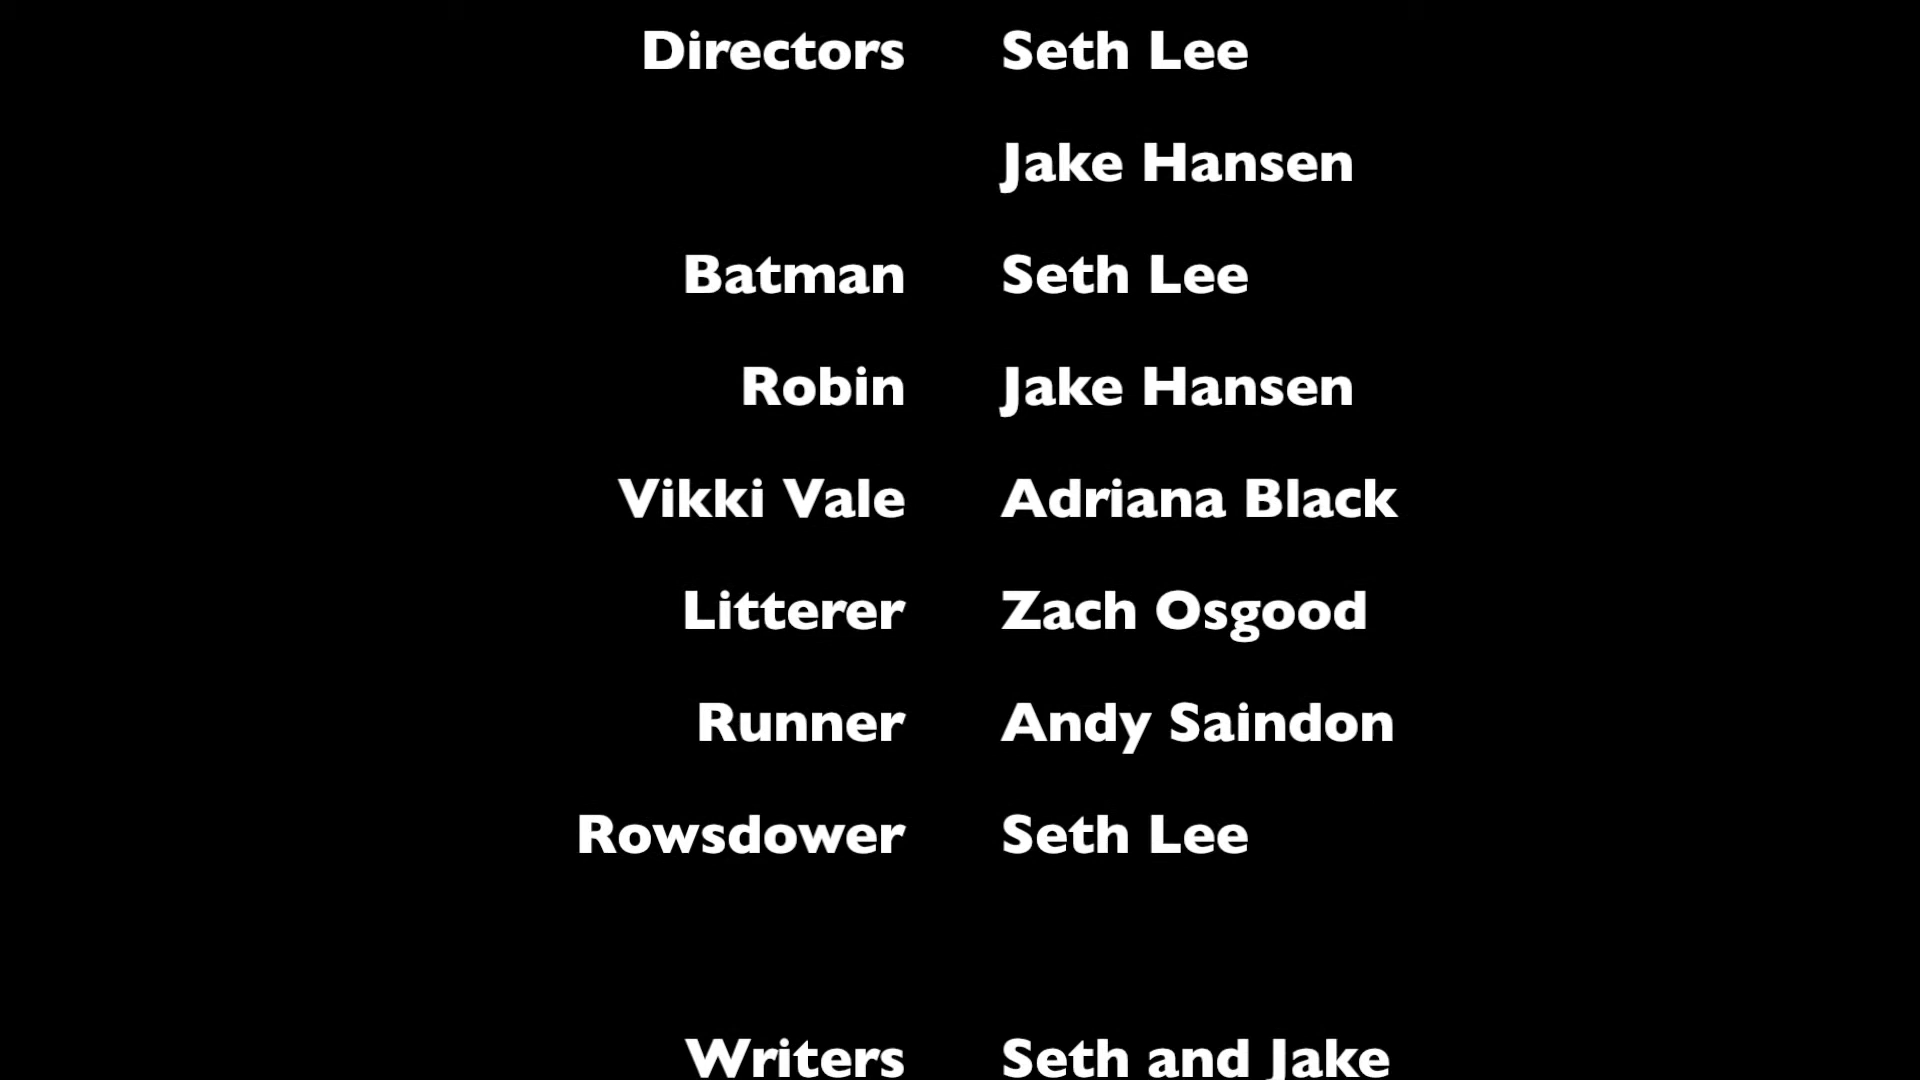 Directors Seth Lee
Jake Hansen
Batman Seth Lee
Robin Jake Hansen
Vikki Vale Adriana Black
Litterer Zach Osgood
Runner Andy Saindon
Rowsdower Seth Lee
Writers Seth and Jake